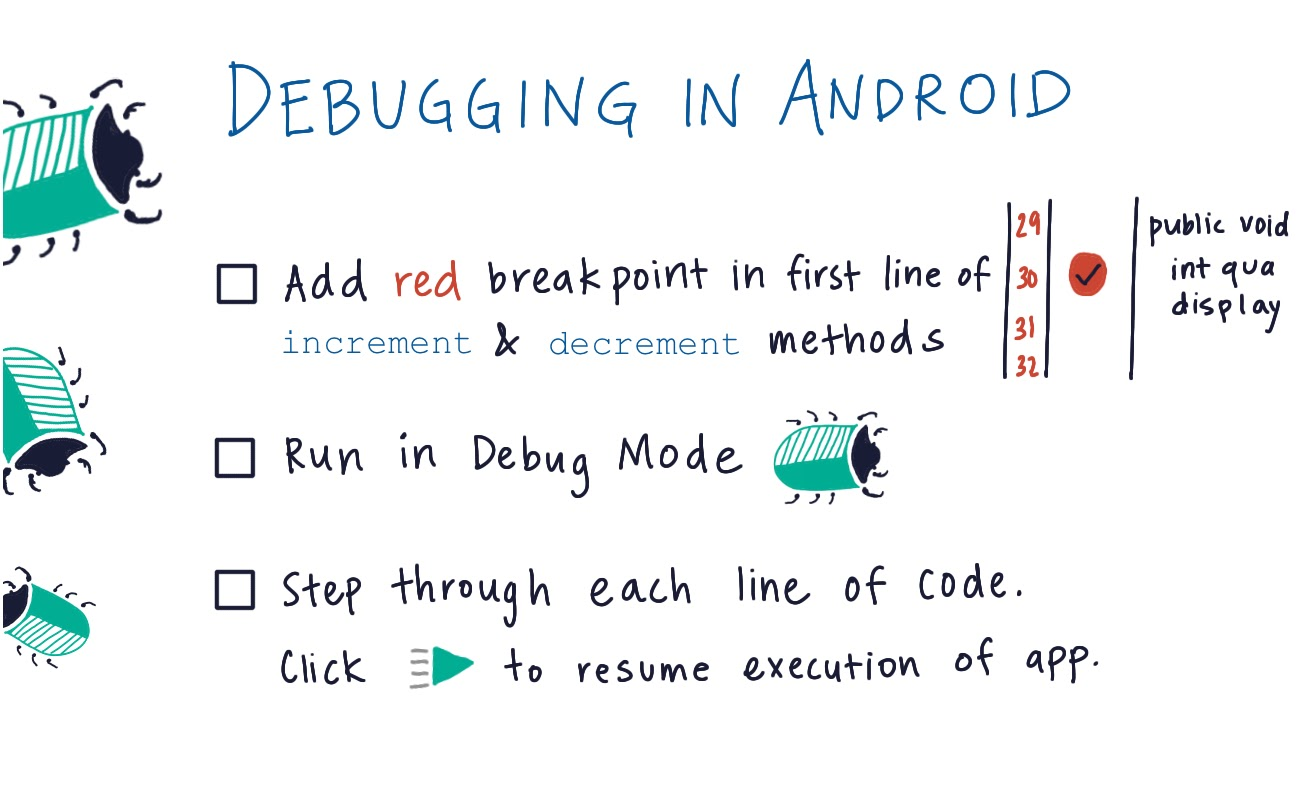 DEBUGGING IN ANDROID
Add red breakpoint in first line of
increment & decrement methods
29
30
31
32
public void
int qua
display
Run in Debug Mode
Step through each line of code.
Click to resume execution of app.